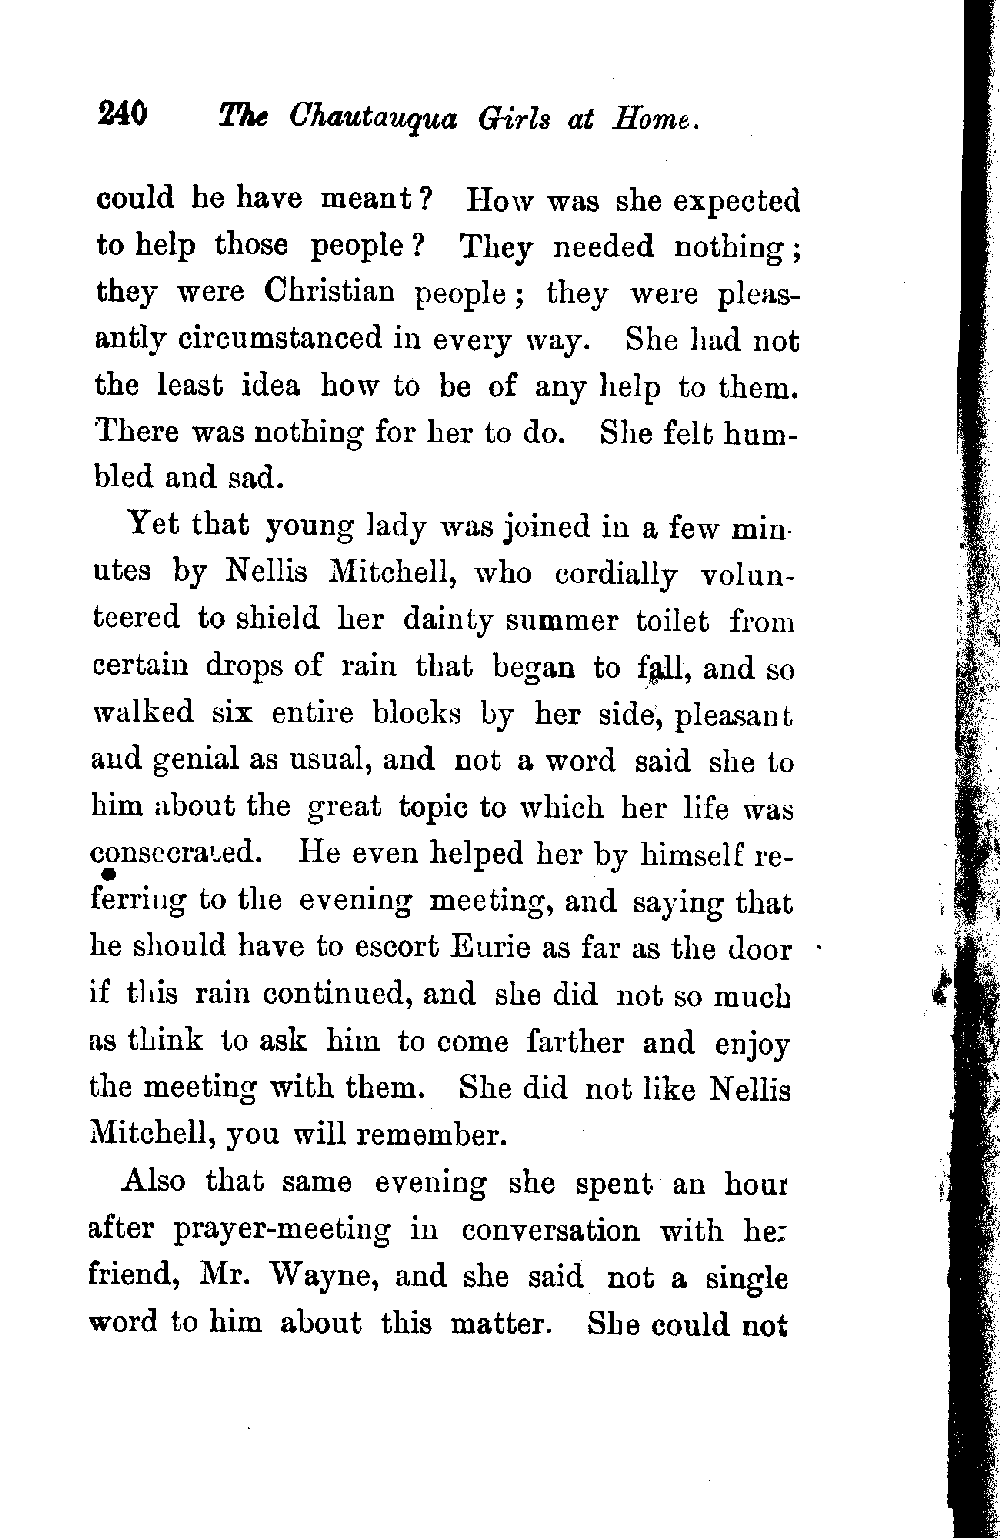 240 The Chautauqua Girls at Home.
could he have meant? How was she expected
to help those people? They needed nothing;
they were Christian people; they were pleas-
antly circumstanced in every way. She had not
the least idea how to be of any help to them.
There was nothing for her to do. She felt hum-
bled and sad.
Yet that young lady was joined in a few min-
utes by Nellis Mitchell, who cordially volun-
teered to shield her dainty summer toilet from
certain drops of rain that began to fall, and so
walked six entire blocks by her side, pleasant
and genial as usual, and not a word said she to
him about the great topic to which her life was
consecrated. He even helped her by himself re-
ferring to the evening meeting, and saying that
he should have to escort Eurie as far as the door
if this rain continued, and she did not so much
as think to ask him to come farther and enjoy
the meeting with them. She did not like Nellis
Mitchell, you will remember.
Also that same evening she spent an hour
after prayer-meeting in conversation with her
friend, Mr. Wayne, and she said not a single
word to him about this matter. She could not